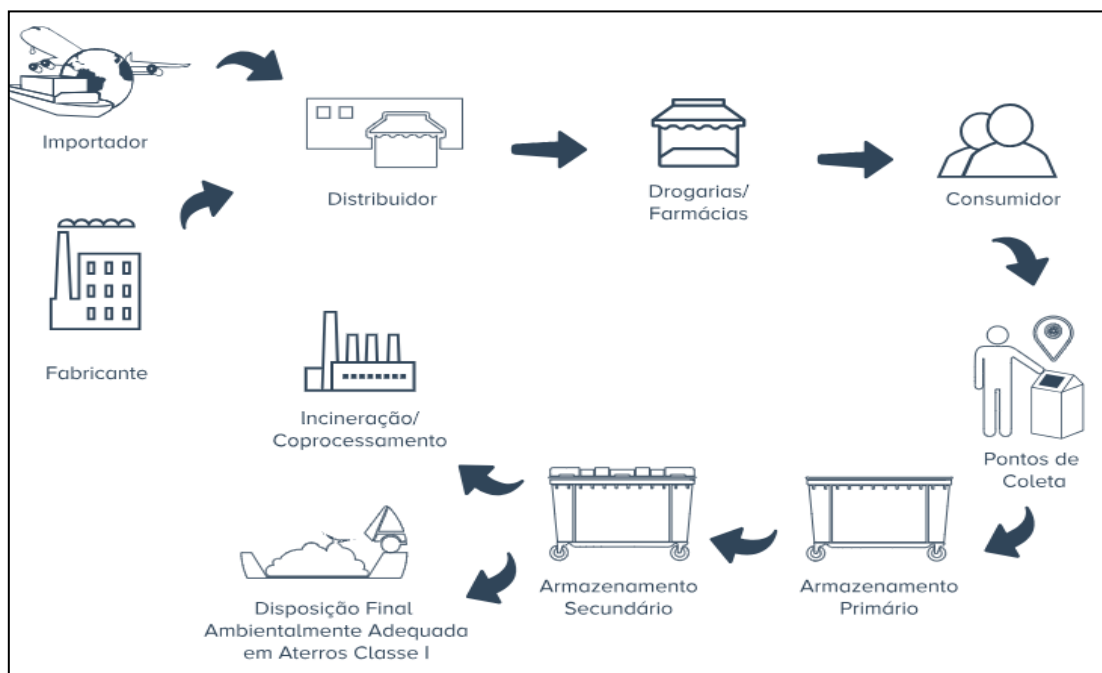 Importador
Distribuidor
Drogarias/
Farmácias
Consumidor
Fabricante
Incineração/
Coprocessamento
Pontos de
Coleta
Armazenamento
Primário
Armazenamento
Secundário
Disposição Final
Ambientalmente Adequada
em Aterros Classe I